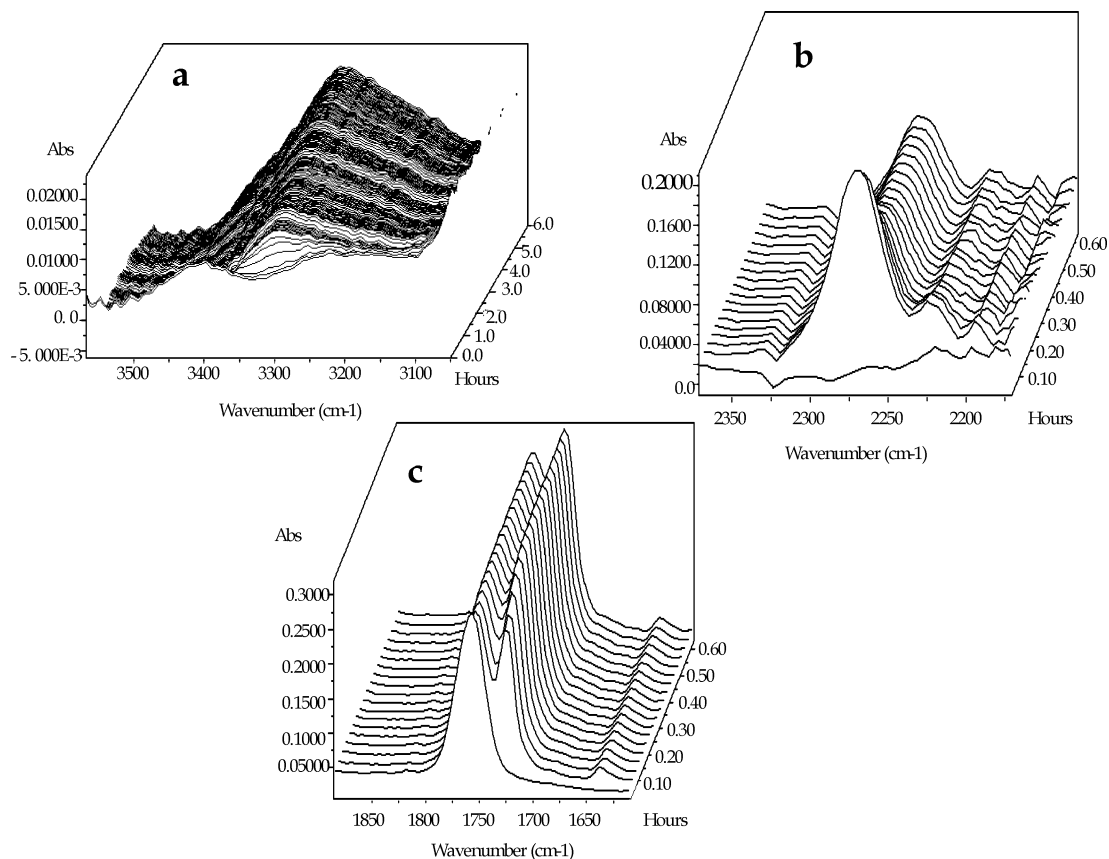 a
Abs
0.02000
0.01500
0.01000
5.000E-3
0.0
-5.000E-3
3500 3400 3300 3200 3100
Wavenumber (cm-1)
6.0
5.0
4.0
3.0
2.0
1.0
0.0
Hours
b
Abs
0.2000
0.1600
0.1200
0.08000
0.04000
0.0
2350 2300 2250 2200
Wavenumber (cm-1)
0.60
0.50
0.40
0.30
0.20
0.10
Hours
c
Abs
0.3000
0.2500
0.2000
0.1500
0.1000
0.05000
1850 1800 1750 1700 1650
Wavenumber (cm-1)
0.60
0.50
0.40
0.30
0.20
0.10
Hours